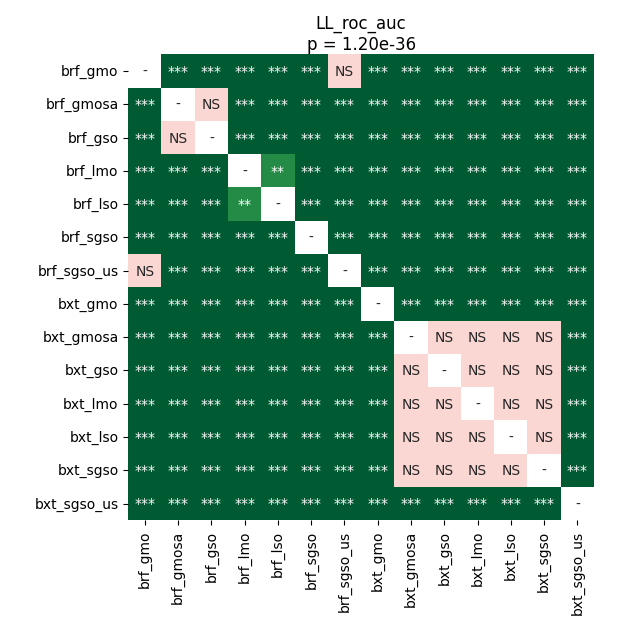 LL_roc_auc
p = 1.20e-36
brf_gmo - *** *** *** *** *** NS *** *** *** *** *** *** ***
brf_gmosa *** - NS *** *** *** *** *** *** *** *** *** *** ***
brf_gso *** NS - *** *** *** *** *** *** *** *** *** *** ***
brf_lmo *** *** *** - ** *** *** *** *** *** *** *** *** ***
brf_lso *** *** *** ** - *** *** *** *** *** *** *** *** ***
brf_sgso *** *** *** *** *** - *** *** *** *** *** *** *** ***
brf_sgso_us NS *** *** *** *** *** - *** *** *** *** *** *** ***
bxt_gmo *** *** *** *** *** *** *** - *** *** *** *** *** ***
bxt_gmosa *** *** *** *** *** *** *** *** - NS NS NS NS ***
bxt_gso *** *** *** *** *** *** *** *** NS - NS NS NS ***
bxt_lmo *** *** *** *** *** *** *** *** NS NS - NS NS ***
bxt_lso *** *** *** *** *** *** *** *** NS NS NS - NS ***
bxt_sgso *** *** *** *** *** *** *** *** NS NS NS NS - ***
bxt_sgso_us *** *** *** *** *** *** *** *** *** *** *** *** *** -
brf_gmo brf_gmosa brf_gso brf_lmo brf_lso brf_sgso brf_sgso_us bxt_gmo bxt_gmosa bxt_gso bxt_lmo bxt_lso bxt_sgso bxt_sgso_us